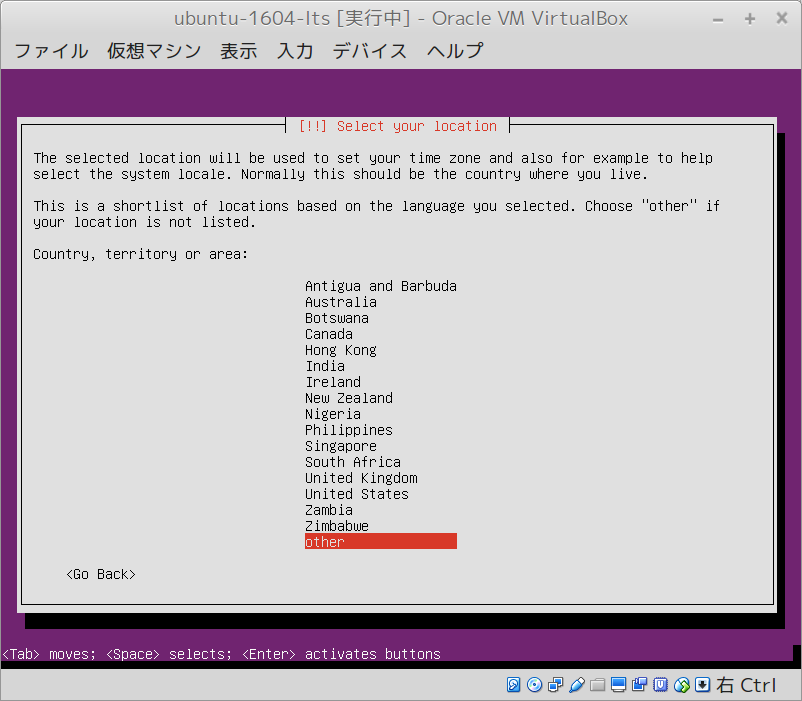 ubuntu-1604-lts [実行中] - Oracle VM VirtualBox
ファイル 仮想マシン 表示 入力 デバイス ヘルプ
[!!] Select your location
The selected location will be used to set your time zone and also for example to help
select the system locale. Normally this should be the country where you live.
This is a shortlist of locations based on the language you selected. Choose "other" if
your location is not listed.
Country, territory or area:
Antigua and Barbuda
Australia
Botswana
Canada
Hong Kong
India
Ireland
New Zealand
Nigeria
Philippines
Singapore
South Africa
United Kingdom
United States
Zambia
Zimbabwe
other
<Go Back>
<Tab> moves; <Space> selects; <Enter> activates buttons
右 Ctrl